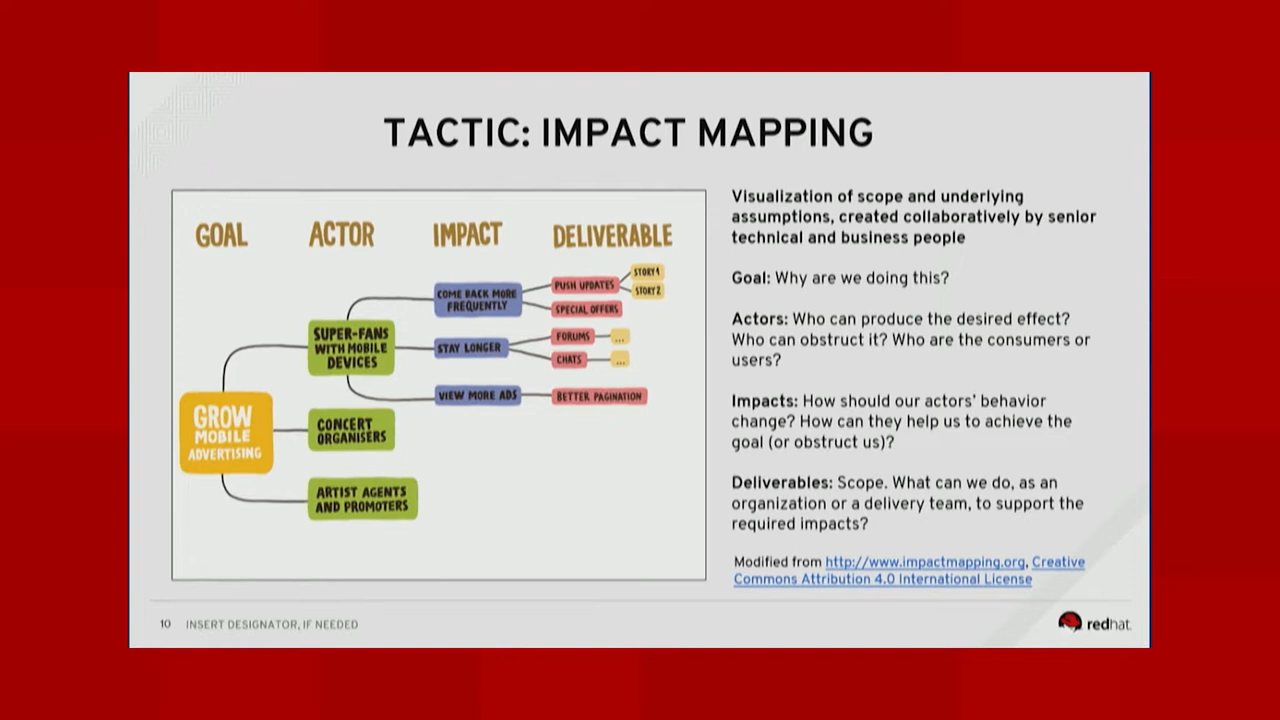 TACTIC: IMPACT MAPPING
GOAL
ACTOR
IMPACT
DELIVERABLE
GROW
MOBILE
ADVERTISING
SUPER-FANS
WITH MOBILE
DEVICES
CONCERT
ORGANISERS
ARTIST AGENTS
AND PROMOTERS
COME BACK MORE
FREQUENTLY
STAY LONGER
VIEW MORE ADS
PUSH UPDATES
STORY 1
STORY 2
SPECIAL OFFERS
FORUMS
...
CHATS
...
BETTER PAGINATION
Visualization of scope and underlying
assumptions, created collaboratively by senior
technical and business people
Goal: Why are we doing this?
Actors: Who can produce the desired effect?
Who can obstruct it? Who are the consumers or
users?
Impacts: How should our actors’ behavior
change? How can they help us to achieve the
goal (or obstruct us)?
Deliverables: Scope. What can we do, as an
organization or a delivery team, to support the
required impacts?
Modified from http://www.impactmapping.org, Creative
Commons Attribution 4.0 International License
10 INSERT DESIGNATOR, IF NEEDED
redhat.